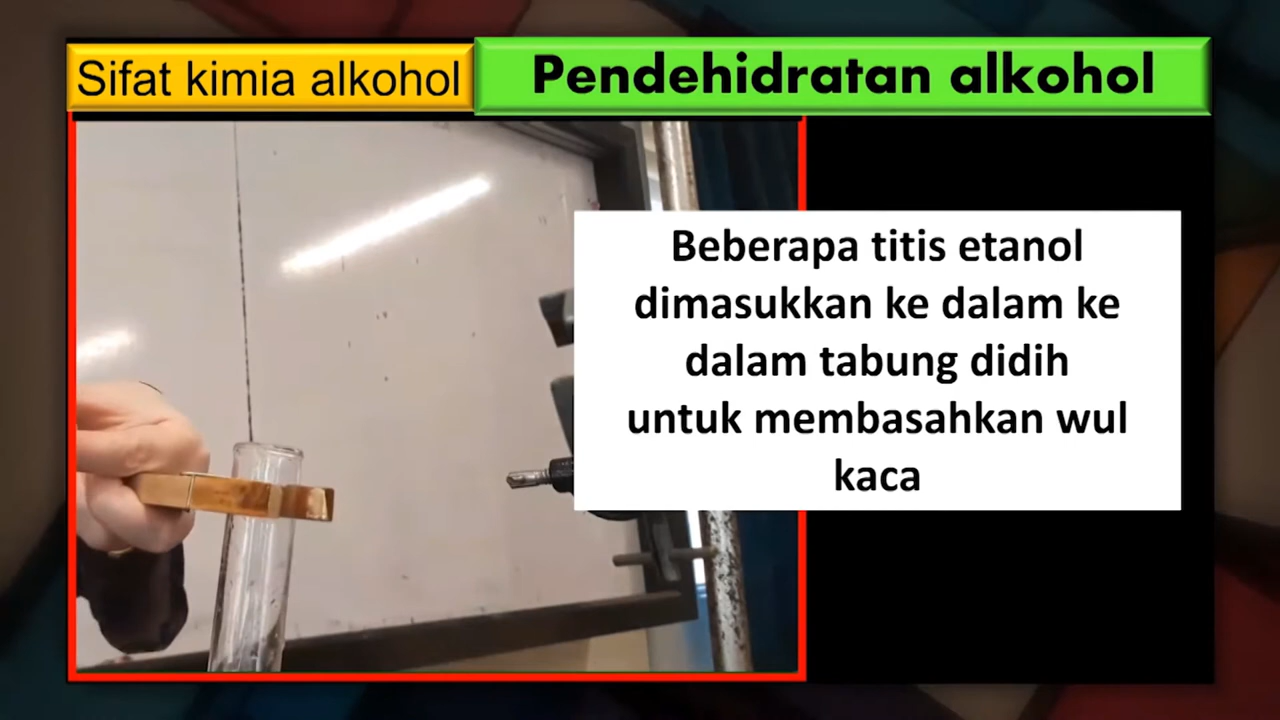 Sifat kimia alkohol
Pendehidratan alkohol
Beberapa titis etanol
dimasukkan ke dalam ke
dalam tabung didih
untuk membasahkan wul
kaca